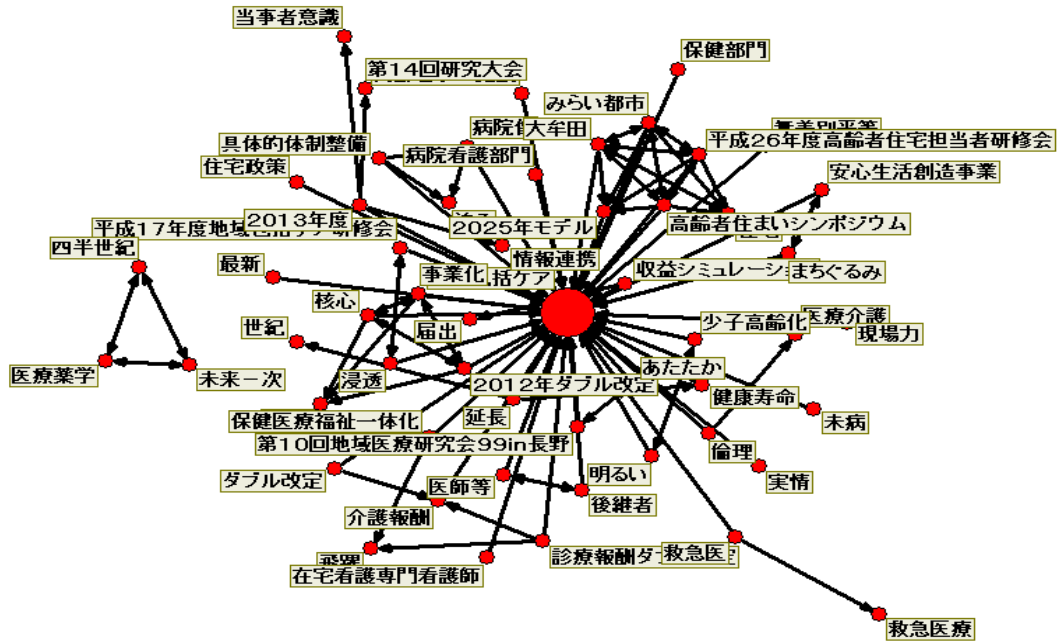 当事者意識
保健部門
第14回研究大会
みらい都市
大牟田
平成26年度高齢者住宅担当者研修会
具体的体制整備
病院看護部門
住宅政策
安心生活創造事業
2013年度
2025年モデル
高齢者住まいシンポジウム
四半世紀
情報連携
最新
事業化
収益シミュレーション
まちぐるみ
核心
世紀
届出
少子高齢化
医療介護
現場力
医療薬学
未来－次
浸透
2012年ダブル改定
あたたか
健康寿命
保健医療福祉一体化
延長
未病
第10回地域医療研究会99in長野
倫理
ダブル改定
医師等
明るい
実情
後継者
介護報酬
救急医
在宅看護専門看護師
救急医療